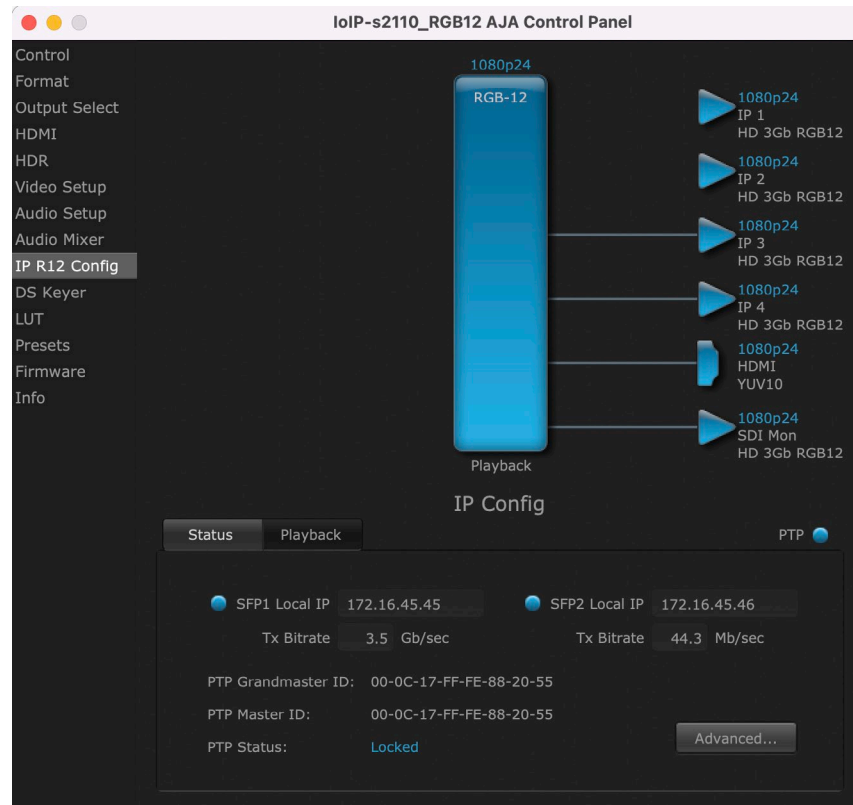 IoIP-s2110_RGB12 AJA Control Panel
Control
Format
Output Select
HDMI
HDR
Video Setup
Audio Setup
Audio Mixer
IP R12 Config
DS Keyer
LUT
Presets
Firmware
Info
1080p24
RGB-12
Playback
1080p24
IP 1
HD 3Gb RGB12
1080p24
IP 2
HD 3Gb RGB12
1080p24
IP 3
HD 3Gb RGB12
1080p24
IP 4
HD 3Gb RGB12
1080p24
HDMI
YUV10
1080p24
SDI Mon
HD 3Gb RGB12
IP Config
Status Playback PTP
SFP1 Local IP 172.16.45.45 SFP2 Local IP 172.16.45.46
Tx Bitrate 3.5 Gb/sec Tx Bitrate 44.3 Mb/sec
PTP Grandmaster ID: 00-0C-17-FF-FE-88-20-55
PTP Master ID: 00-0C-17-FF-FE-88-20-55
PTP Status: Locked
Advanced...